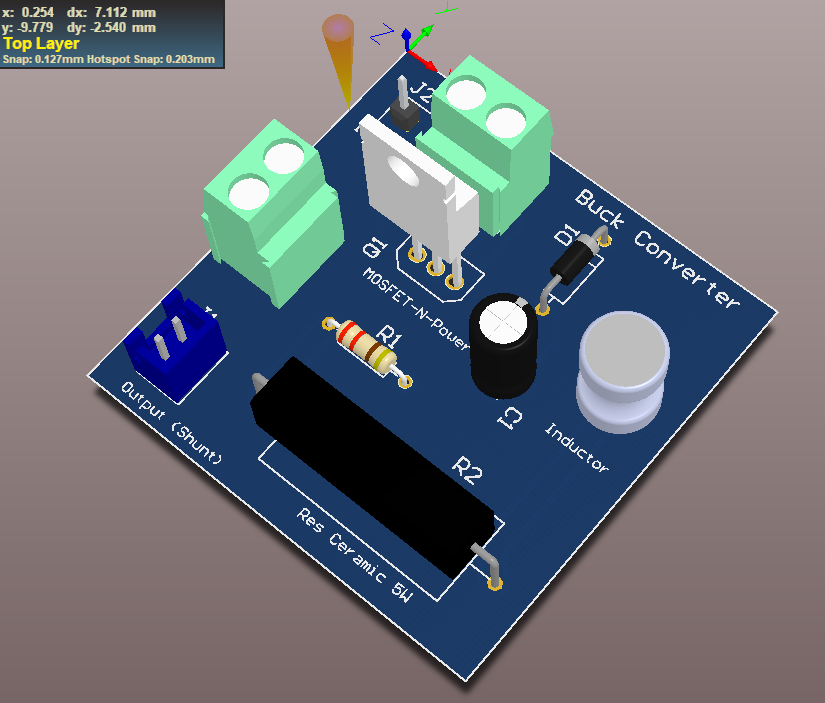 x: 0.254 dx: 7.112 mm
y: -9.779 dy: -2.540 mm
Top Layer
Snap: 0.127mm Hotspot Snap: 0.203mm
Z
J2
Buck Converter
D1
Q1
MOSFET-N-Power
R1
Output (Shunt)
Inductor
R2
Res Ceramic 5W